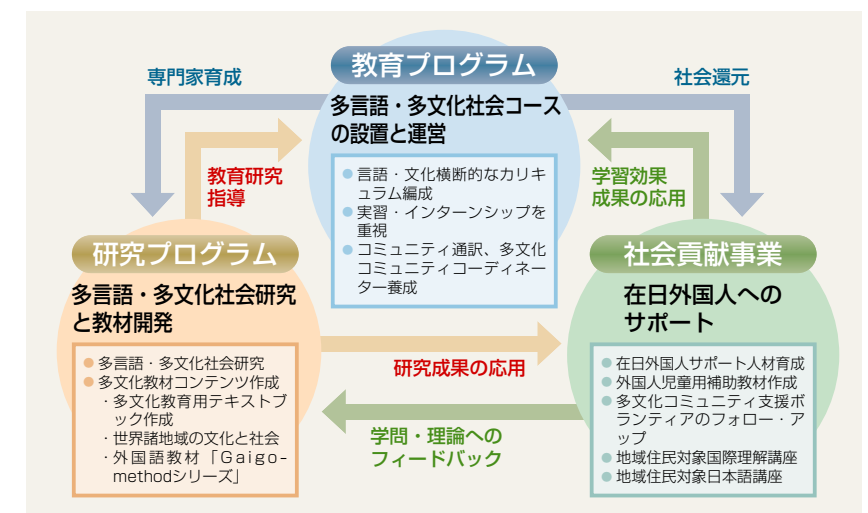 教育プログラム
専門家育成
社会還元
多言語・多文化社会コース
の設置と運営
教育研究
指導
学習効果
成果の応用
● 言語・文化横断的なカリキ
ュラム編成
● 実習・インターンシップを
重視
● コミュニティ通訳、多文化
コミュニティコーディネー
ター養成
研究プログラム
多言語・多文化社会研究
と教材開発
● 多言語・多文化社会研究
● 多文化教材コンテンツ作成
・多文化教育用テキストブ
ック作成
・世界諸地域の文化と社会
・外国語教材「Gaigo-
methodシリーズ」
研究成果の応用
学問・理論への
フィードバック
社会貢献事業
在日外国人への
サポート
● 在日外国人サポート人材育成
● 外国人児童用補助教材作成
● 多文化コミュニティ支援ボ
ランティアのフォロー・ア
ップ
● 地域住民対象国際理解講座
● 地域住民対象日本語講座